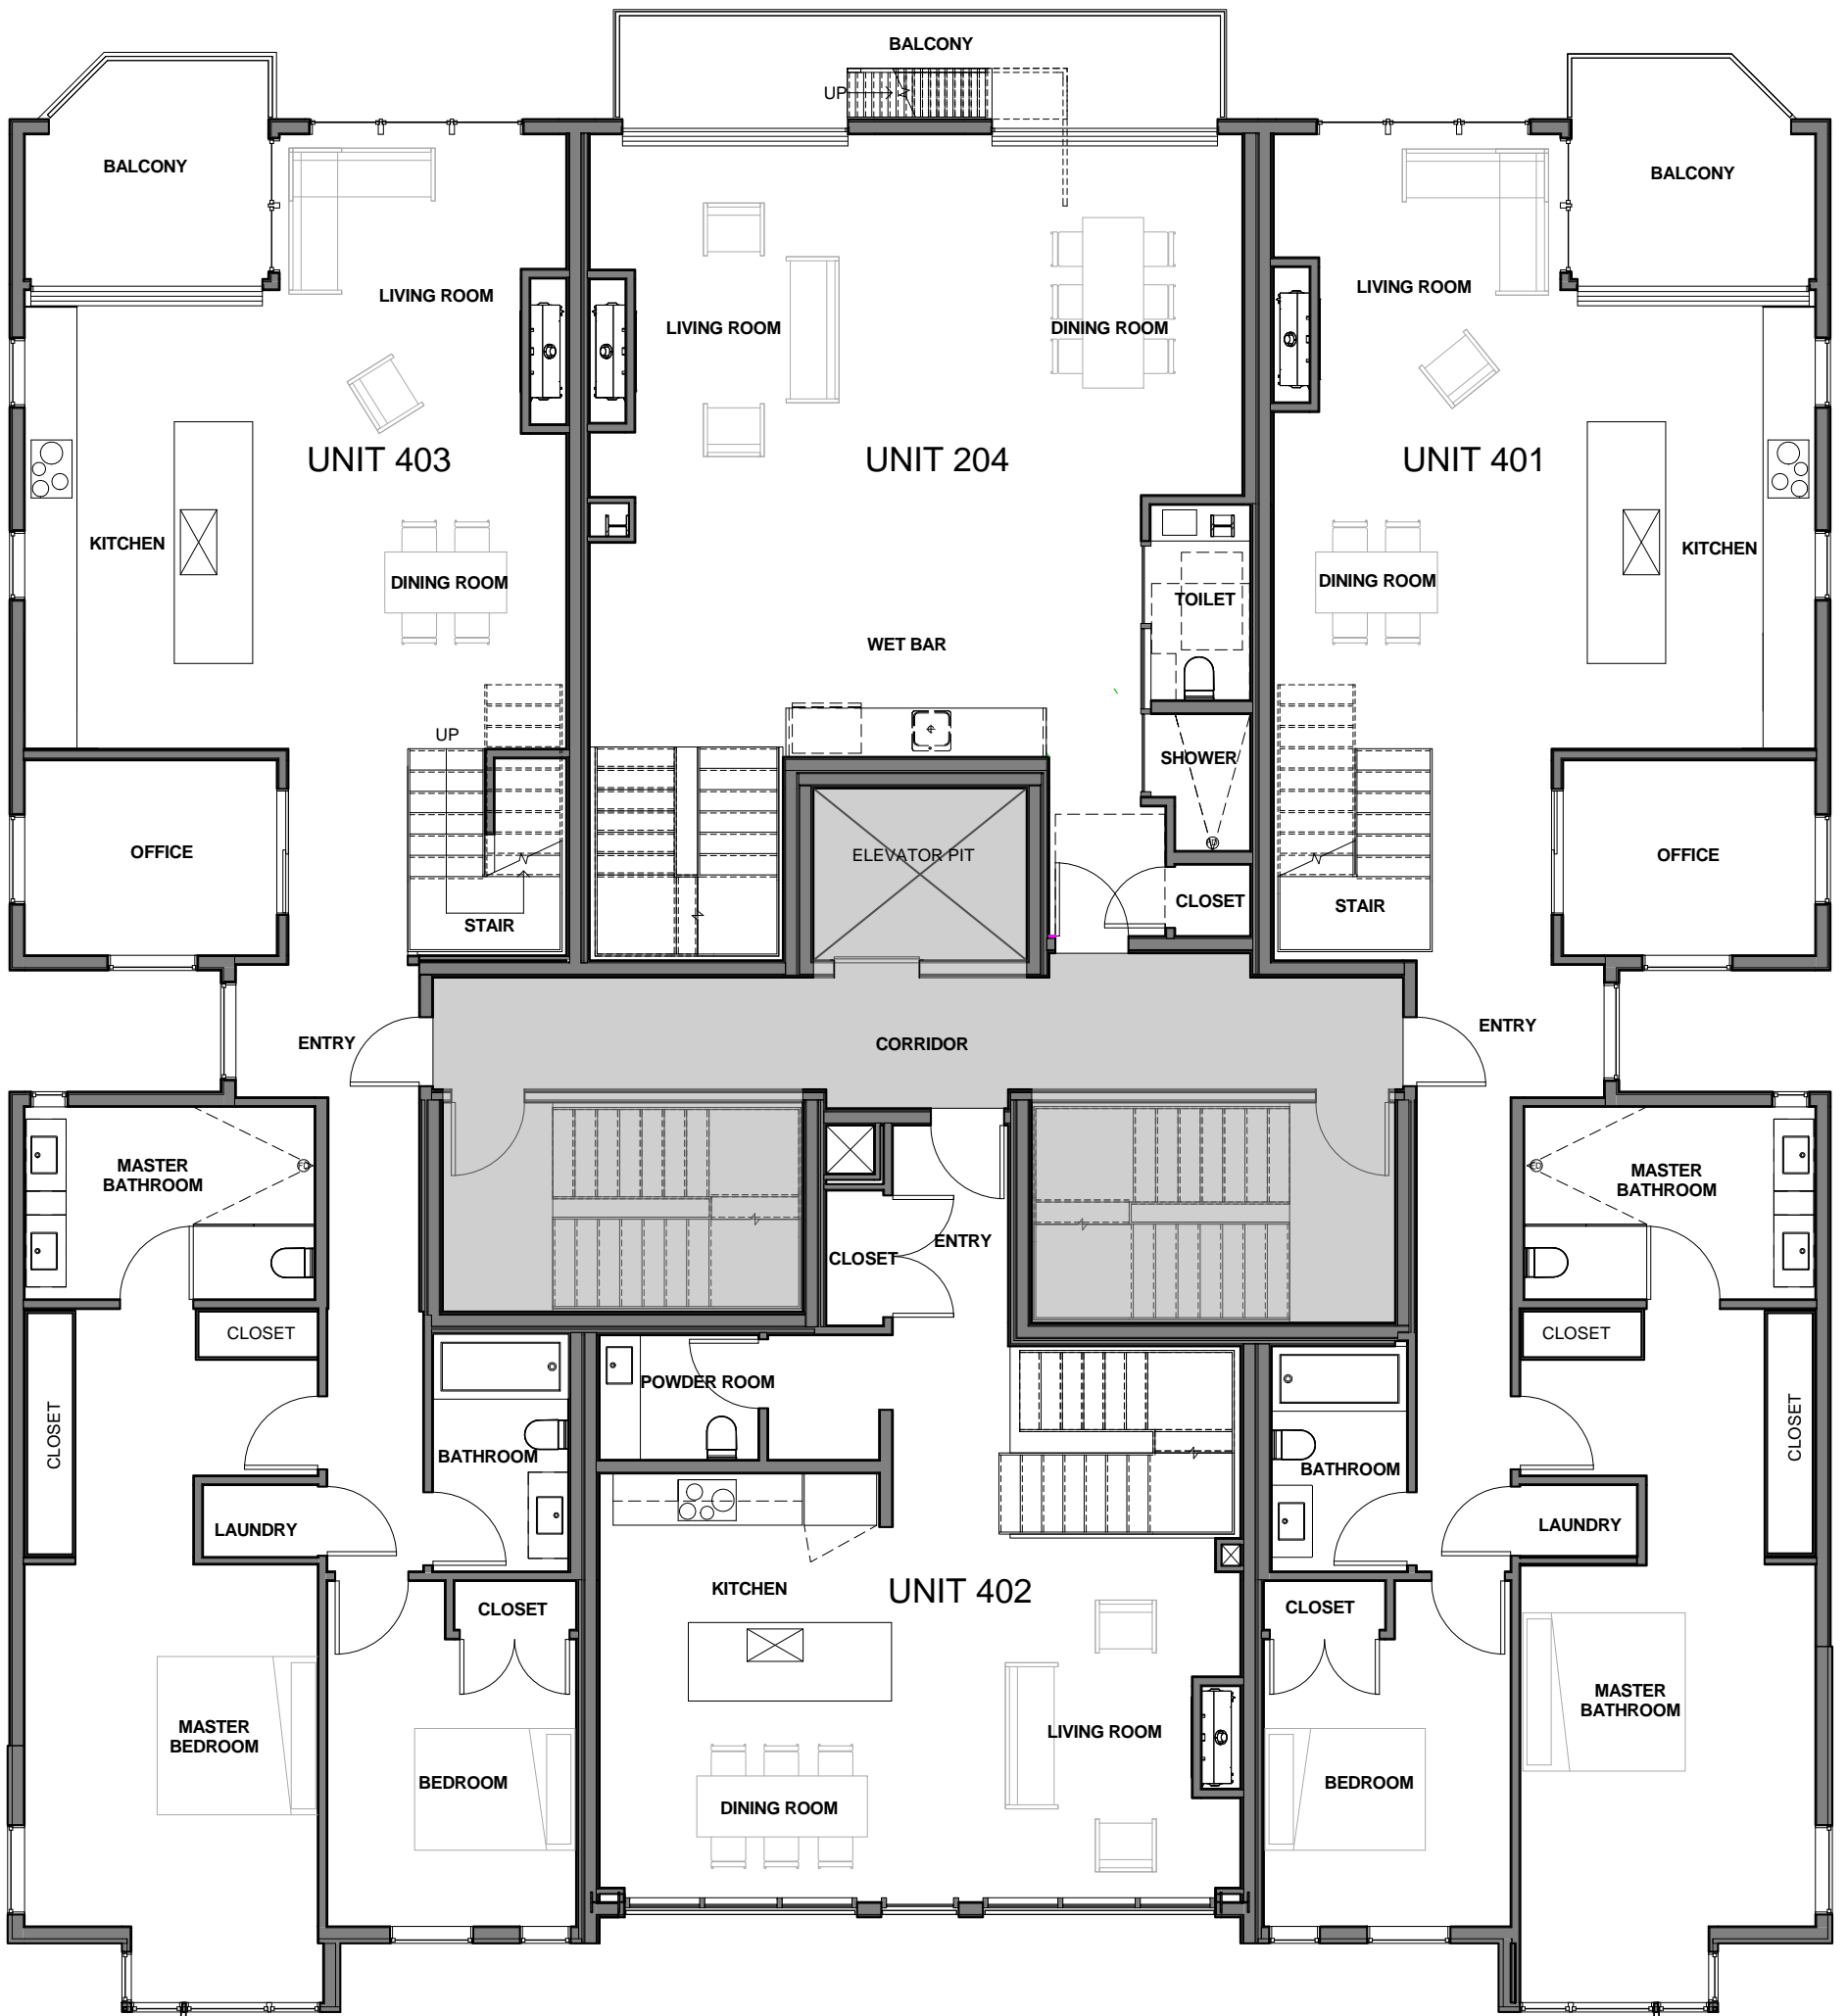 BALCONY
UP
BALCONY
BALCONY
LIVING ROOM
LIVING ROOM
DINING ROOM
LIVING ROOM
UNIT 403
UNIT 204
UNIT 401
KITCHEN
DINING ROOM
KITCHEN
DINING ROOM
TOILET
WET BAR
UP
SHOWER
OFFICE
ELEVATOR PIT
OFFICE
STAIR
CLOSET
STAIR
ENTRY
CORRIDOR
ENTRY
MASTER
BATHROOM
MASTER
BATHROOM
CLOSET
ENTRY
CLOSET
CLOSET
POWDER ROOM
CLOSET
CLOSET
BATHROOM
BATHROOM
LAUNDRY
LAUNDRY
KITCHEN
UNIT 402
CLOSET
CLOSET
MASTER
BEDROOM
LIVING ROOM
MASTER
BATHROOM
BEDROOM
BEDROOM
DINING ROOM